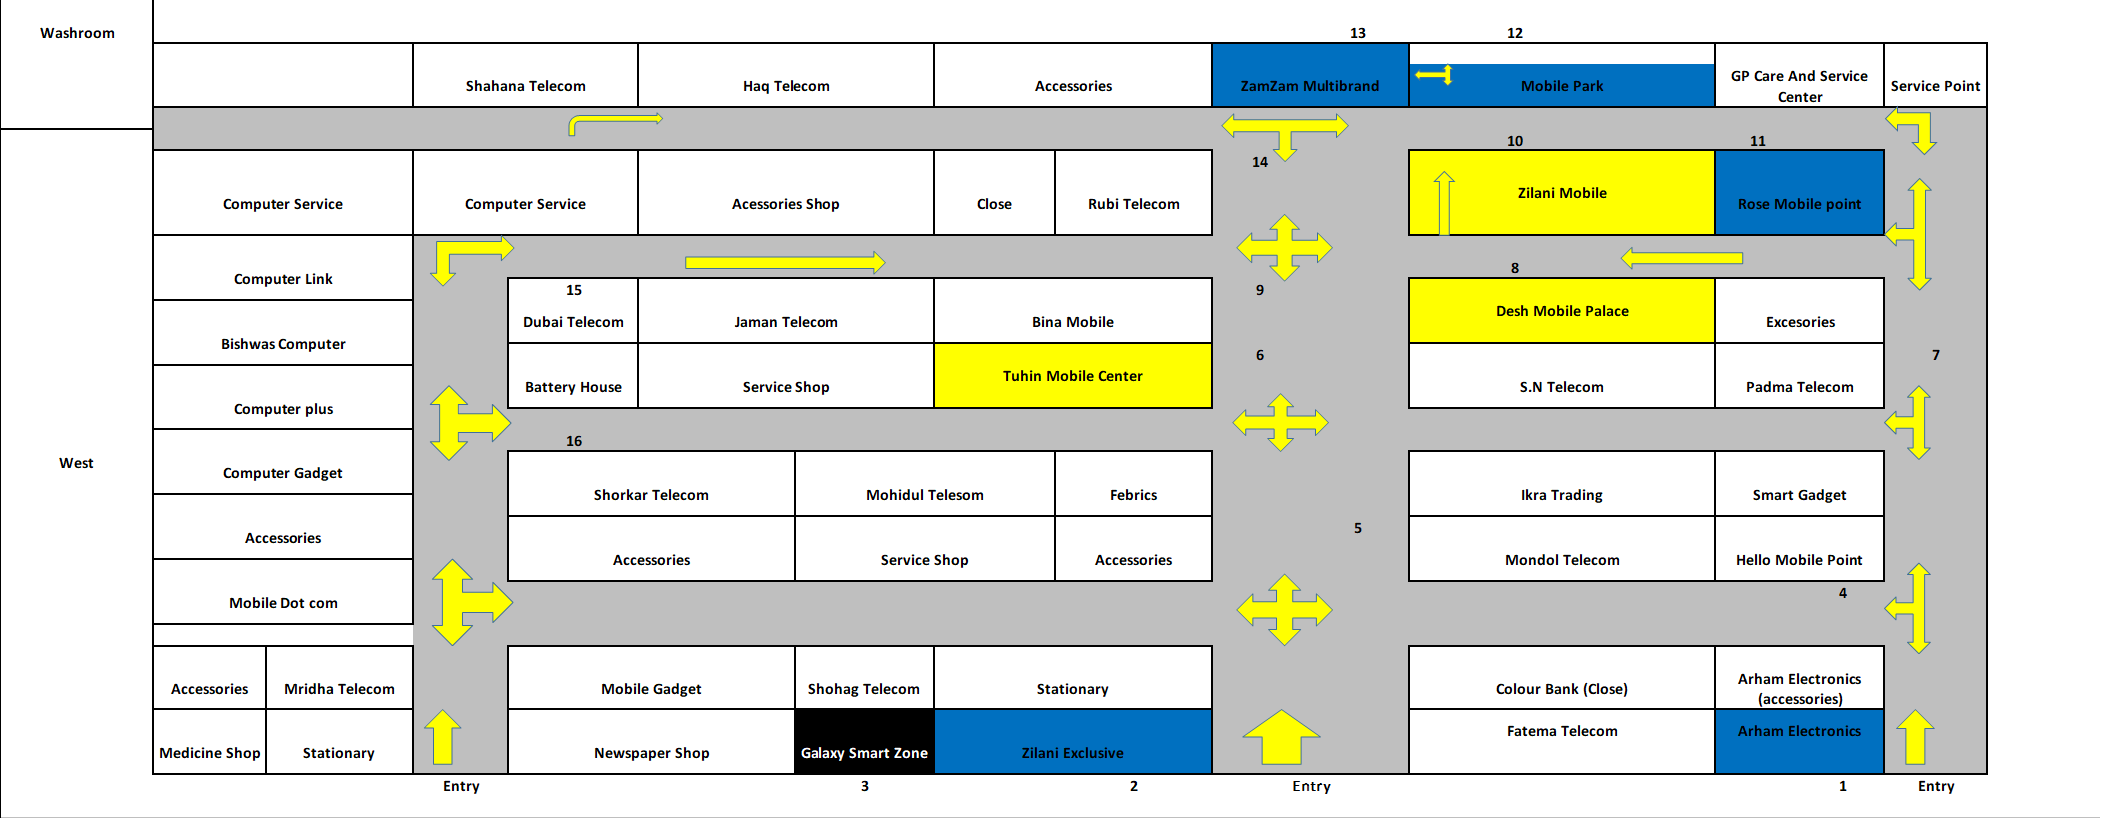 13 12
Washroom
Shahana Telecom Haq Telecom Accessories ZamZam Multibrand Mobile Park GP Care And Service Center Service Point
10 11
14
Computer Service Computer Service Acessories Shop Close Rubi Telecom Zilani Mobile Rose Mobile point
8
Computer Link
15 9
Dubai Telecom Jaman Telecom Bina Mobile Desh Mobile Palace Excesories
Bishwas Computer
6 7
Battery House Service Shop Tuhin Mobile Center S.N Telecom Padma Telecom
Computer plus
16
West
Computer Gadget
Shorkar Telecom Mohidul Telesom Febrics Ikra Trading Smart Gadget
5
Accessories
Accessories Service Shop Accessories Mondol Telecom Hello Mobile Point
4
Mobile Dot com
Accessories Mridha Telecom Mobile Gadget Shohag Telecom Stationary Colour Bank (Close) Arham Electronics (accessories)
Medicine Shop Stationary Newspaper Shop Galaxy Smart Zone Zilani Exclusive Fatema Telecom Arham Electronics
Entry 3 2 Entry 1 Entry